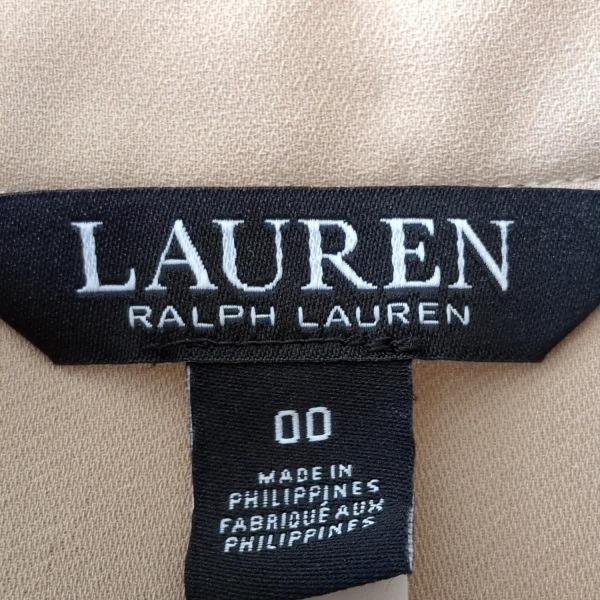 LAUREN
RALPH LAUREN
00
MADE IN
PHILIPPINES
FABRIQUÉ AUX
PHILIPPINES